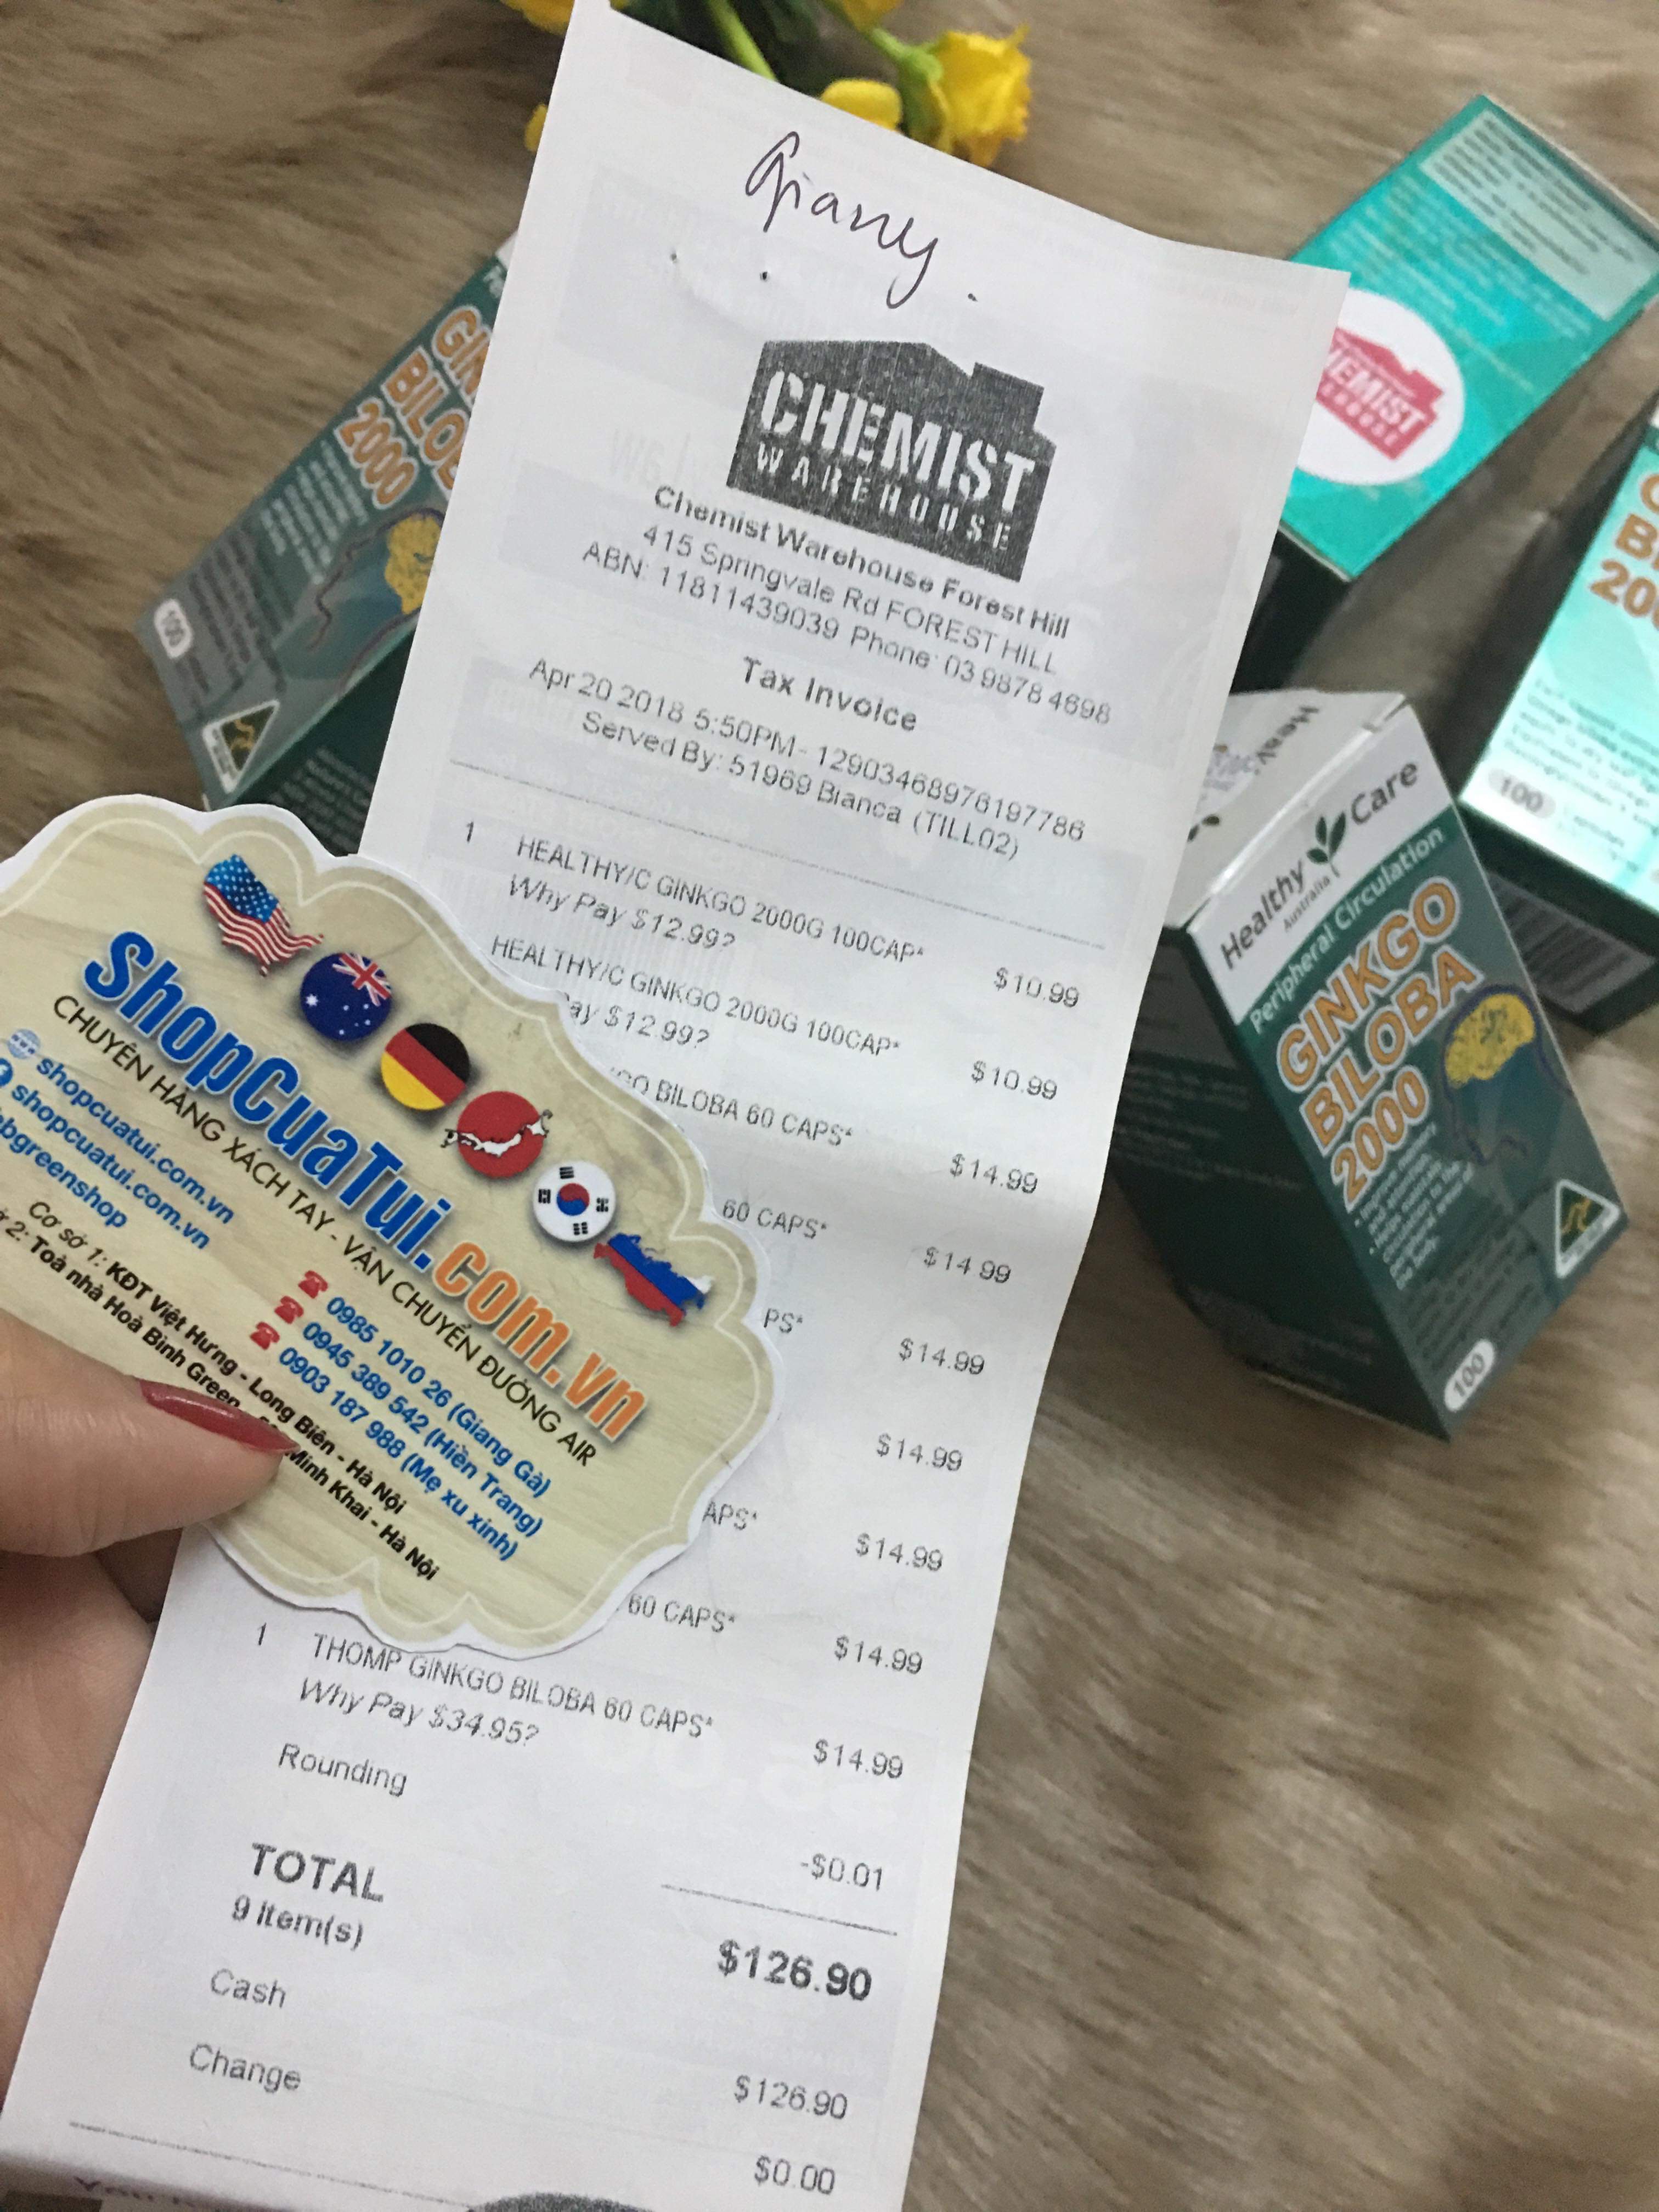 Giang
CHEMIST
WAREHOUSE
Chemist Warehouse Forest Hill
415 Springvale Rd FOREST HILL
ABN: 11811439039 Phone: 03 9878 4698
Tax Invoice
Apr 20 2018 5:50PM - 12903468976197786
Served By: 51969 Bianca (TILL02)
1 HEALTHY/C GINKGO 2000G 100CAP* $10.99
Why Pay $12.99?
HEALTHY/C GINKGO 2000G 100CAP* $10.99
Pay $12.99?
BILOBA 60 CAPS* $14.99
60 CAPS* $14.99
$14.99
$14.99
$14.99
60 CAPS* $14.99
1 THOMP GINKGO BILOBA 60 CAPS* $14.99
Why Pay $34.95?
Rounding -$0.01
TOTAL $126.90
9 Item(s)
Cash $126.90
Change $0.00
ShopCuaTui.com.vn
CHUYÊN HÀNG XÁCH TAY - VẬN CHUYỂN ĐƯỜNG AIR
www shopcuatui.com.vn
shopcuatui.com.vn
bgreenshop
0985 1010 26 (Giang Gà)
0945 389 542 (Hiền Trang)
0903 187 988 (Mẹ xu xinh)
Cơ sở 1: KĐT Việt Hưng - Long Biên - Hà Nội
2: Toà nhà Hoà Bình Green Minh Khai - Hà Nội
2000
100
CHEMIST
WAREHOUSE
Healthy Care
Australia
Peripheral Circulation
GINKGO
BILOBA
2000
100
100